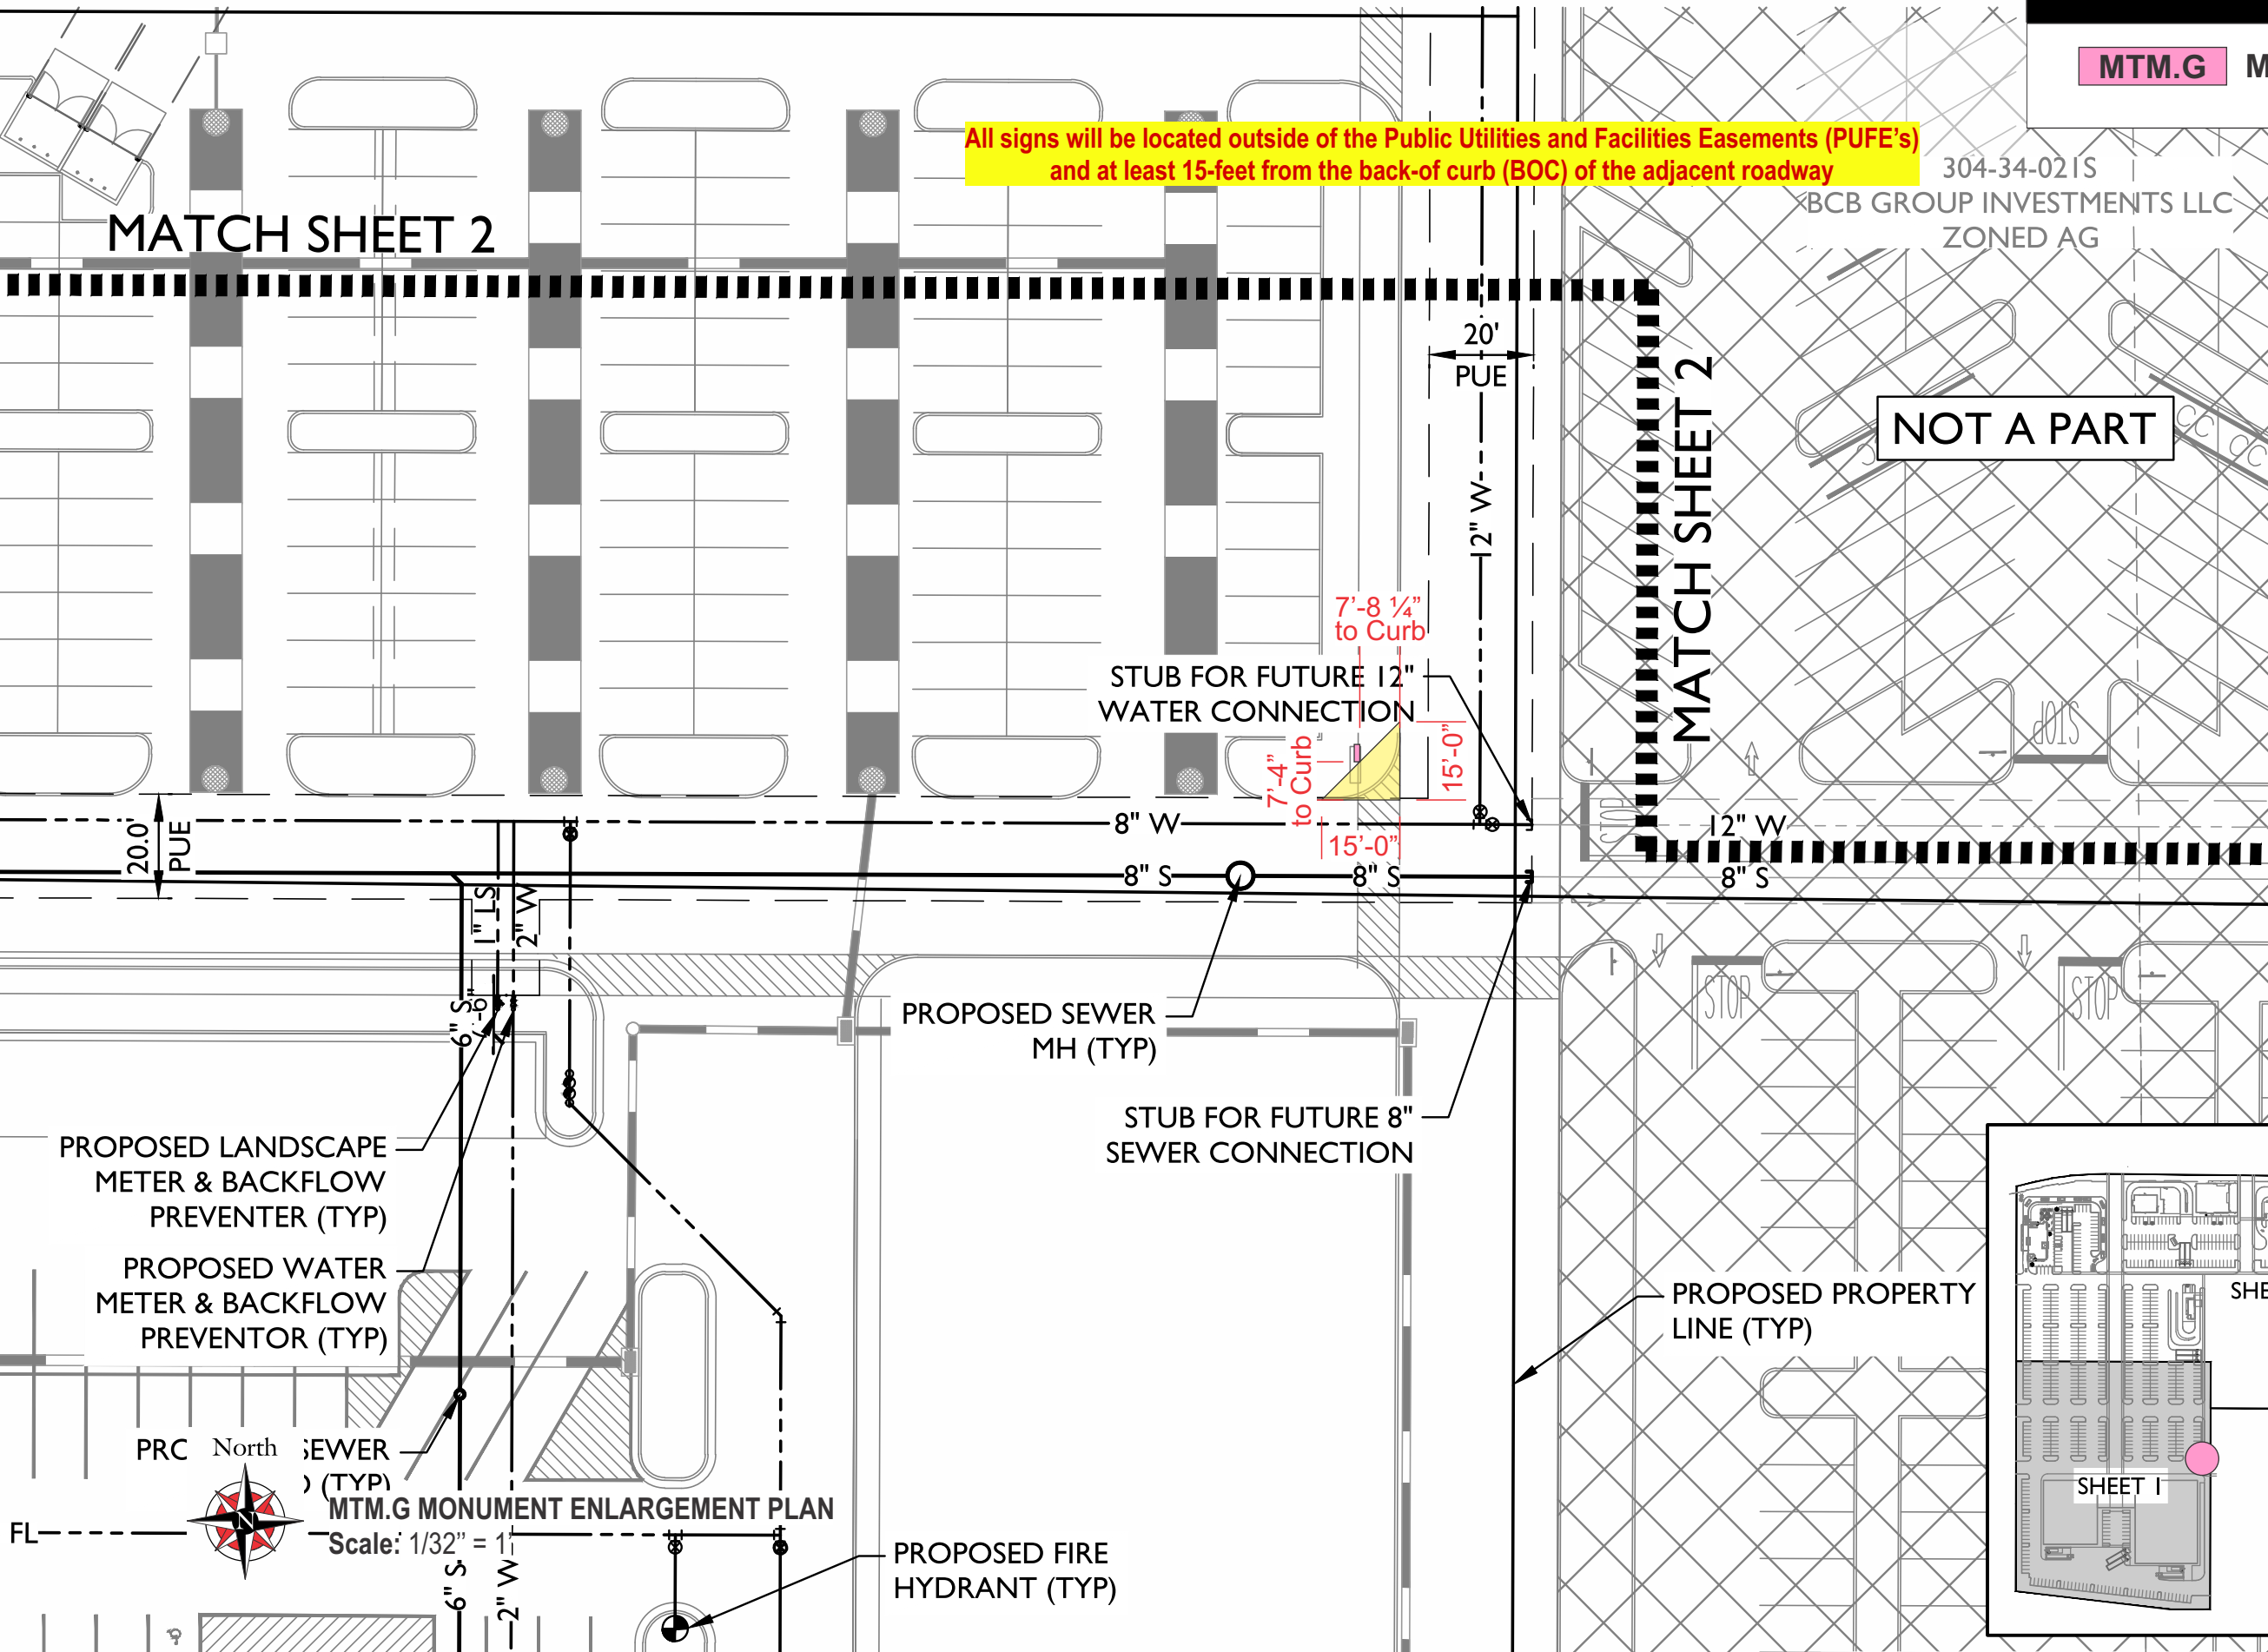 MTM.G
All signs will be located outside of the Public Utilities and Facilities Easements (PUFE’s)
and at least 15-feet from the back-of curb (BOC) of the adjacent roadway
304-34-021S
BCB GROUP INVESTMENTS LLC
ZONED AG
MATCH SHEET 2
20'
PUE
MATCH SHEET 2
NOT A PART
12" W
7’-8 ¼”
to Curb
STUB FOR FUTURE 12"
WATER CONNECTION
7’-4”
to Curb
15’-0”
15’-0”
STOP
STOP
20.0
PUE
8" W
12" W
8" S
8" S
8" S
1" LS
2" W
6" S
STOP
STOP
PROPOSED SEWER
MH (TYP)
STUB FOR FUTURE 8"
SEWER CONNECTION
PROPOSED LANDSCAPE
METER & BACKFLOW
PREVENTER (TYP)
PROPOSED WATER
METER & BACKFLOW
PREVENTOR (TYP)
PROPOSED PROPERTY
LINE (TYP)
SHEET 1
North
N
SEWER
(TYP)
MTM.G MONUMENT ENLARGEMENT PLAN
Scale: 1/32” = 1’
FL
6" S
2" W
PROPOSED FIRE
HYDRANT (TYP)